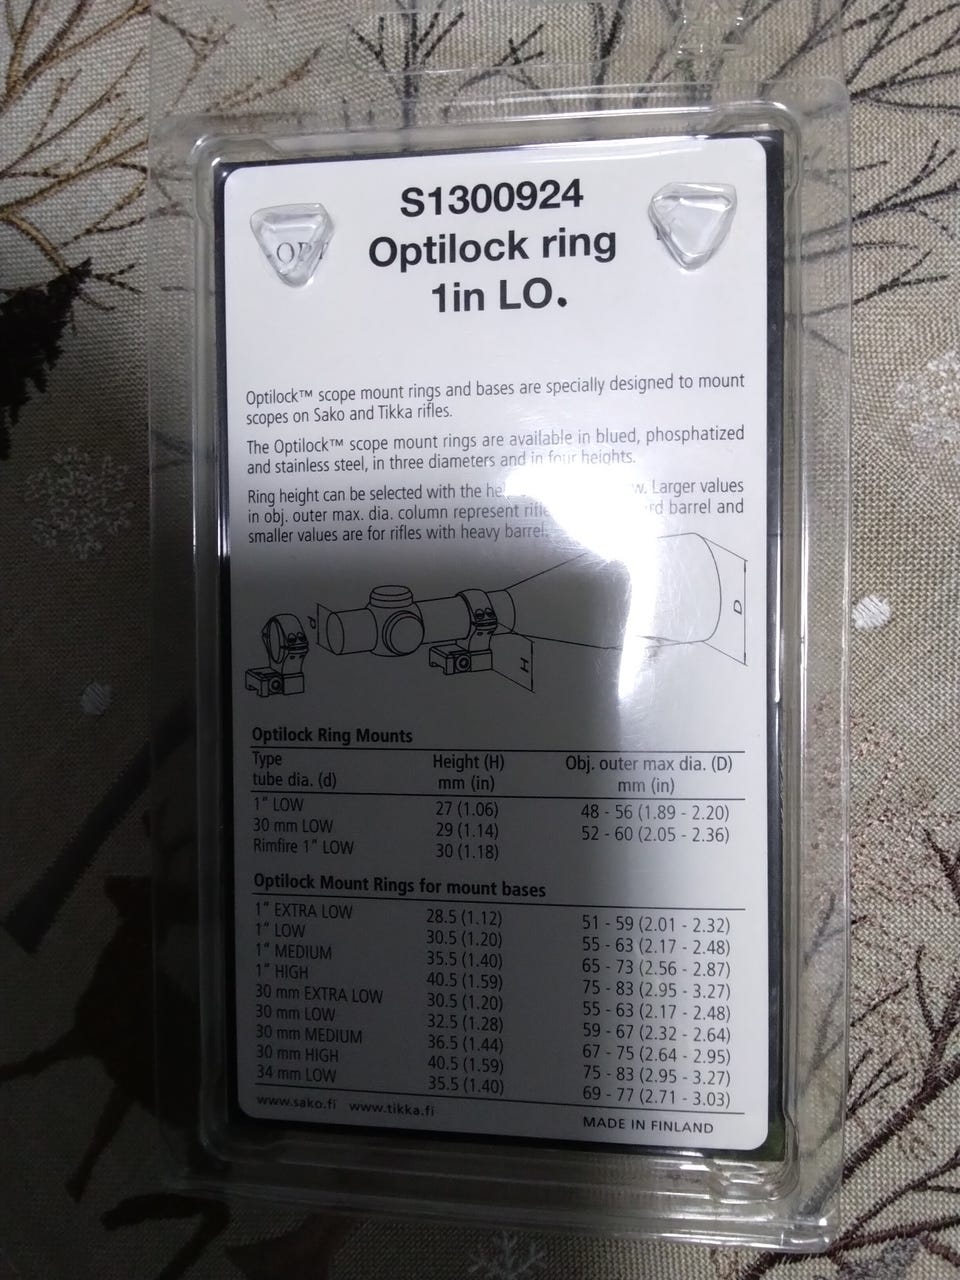 S1300924
Optilock ring
1in LO.
OPT
Optilock™ scope mount rings and bases are specially designed to mount
scopes on Sako and Tikka rifles.
The Optilock™ scope mount rings are available in blued, phosphatized
and stainless steel, in three diameters and in four heights.
Ring height can be selected with the Larger values
in obj. outer max. dia. column represent barrel and
smaller values are for rifles with heavy barrel.
d
H
D
Optilock Ring Mounts
Type tube dia. (d) Height (H) mm (in) Obj. outer max dia. (D) mm (in)
1" LOW 27 (1.06) 48 - 56 (1.89 - 2.20)
30 mm LOW 29 (1.14) 52 - 60 (2.05 - 2.36)
Rimfire 1" LOW 30 (1.18)
Optilock Mount Rings for mount bases
1" EXTRA LOW 28.5 (1.12) 51 - 59 (2.01 - 2.32)
1" LOW 30.5 (1.20) 55 - 63 (2.17 - 2.48)
1" MEDIUM 35.5 (1.40) 65 - 73 (2.56 - 2.87)
1" HIGH 40.5 (1.59) 75 - 83 (2.95 - 3.27)
30 mm EXTRA LOW 30.5 (1.20) 55 - 63 (2.17 - 2.48)
30 mm LOW 32.5 (1.28) 59 - 67 (2.32 - 2.64)
30 mm MEDIUM 36.5 (1.44) 67 - 75 (2.64 - 2.95)
30 mm HIGH 40.5 (1.59) 75 - 83 (2.95 - 3.27)
34 mm LOW 35.5 (1.40) 69 - 77 (2.71 - 3.03)
www.sako.fi www.tikka.fi MADE IN FINLAND